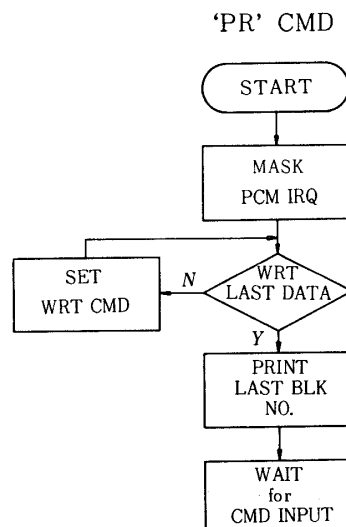 'PR' CMD
START
MASK
PCM IRQ
WRT
LAST DATA
N
SET
WRT CMD
Y
PRINT
LAST BLK
NO.
WAIT
for
CMD INPUT